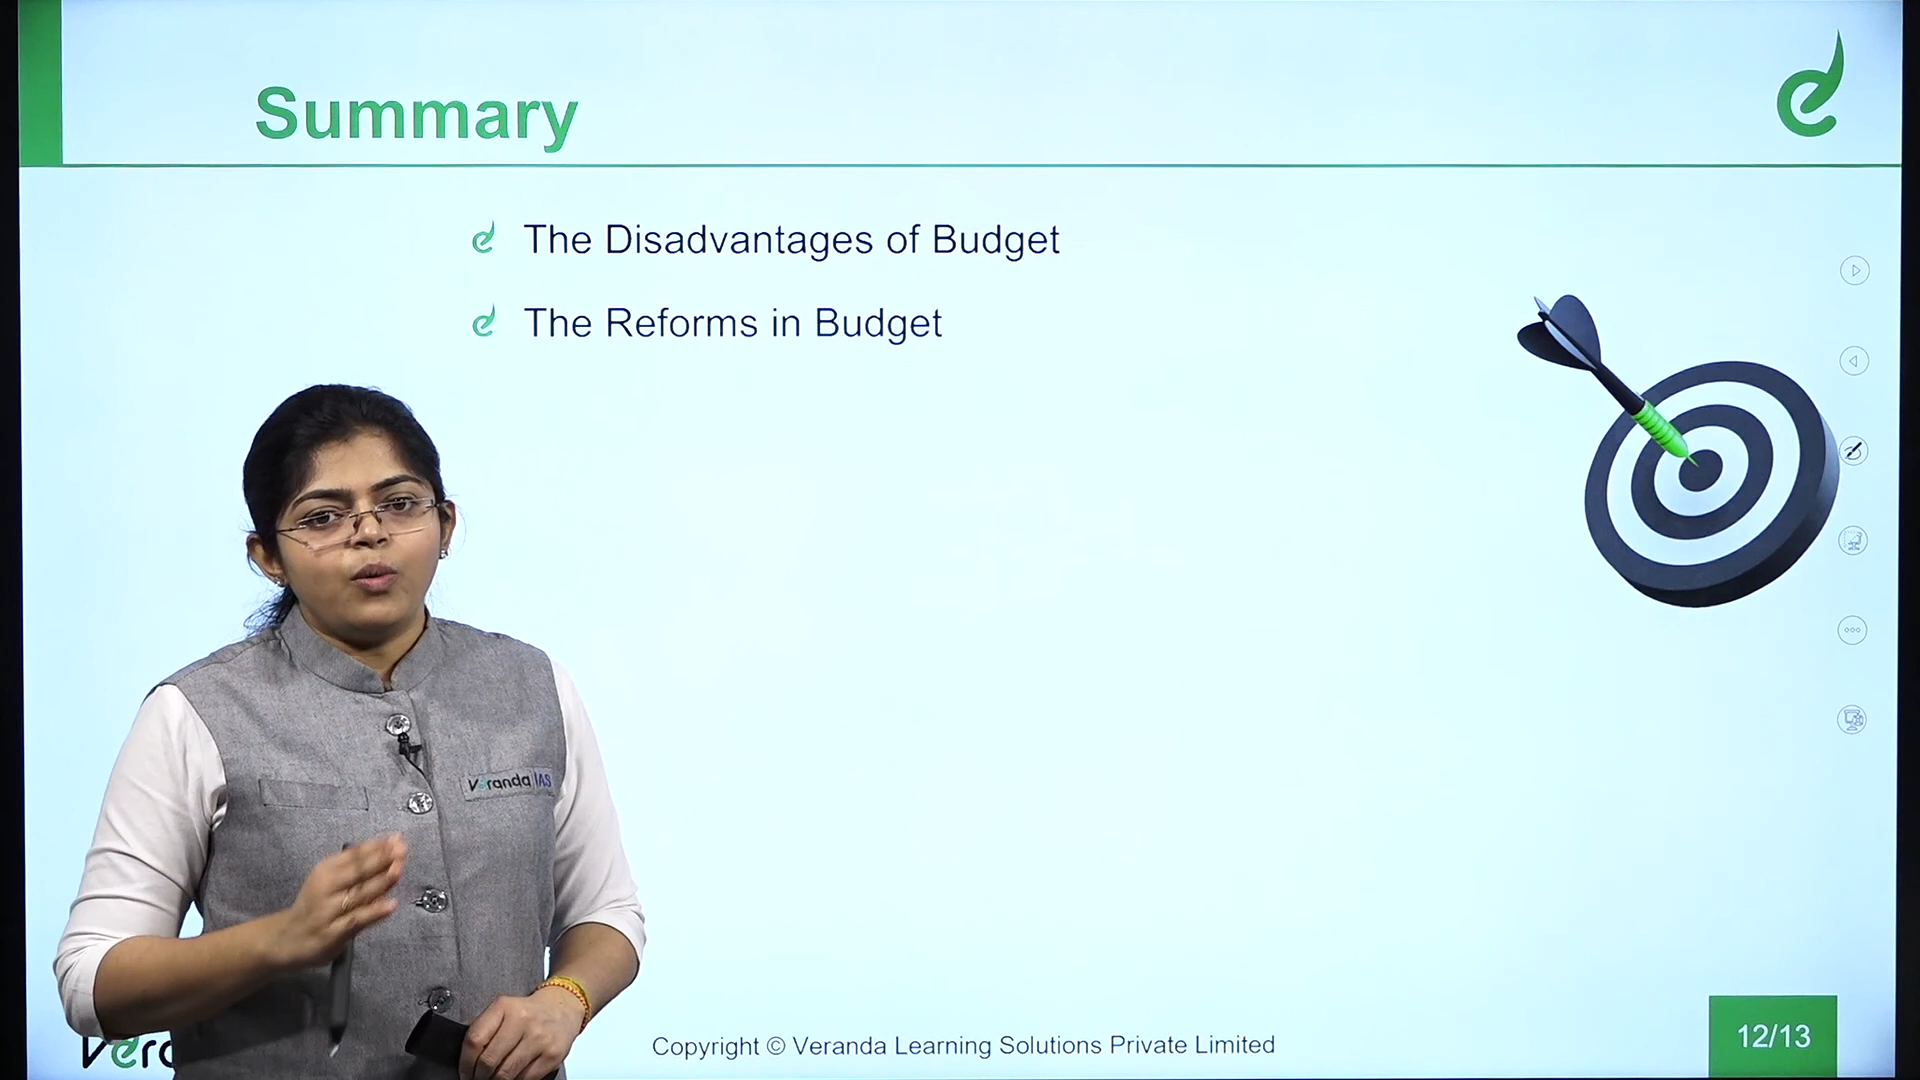 Summary
The Disadvantages of Budget
The Reforms in Budget
Veranda IAS
Copyright © Veranda Learning Solutions Private Limited
12/13